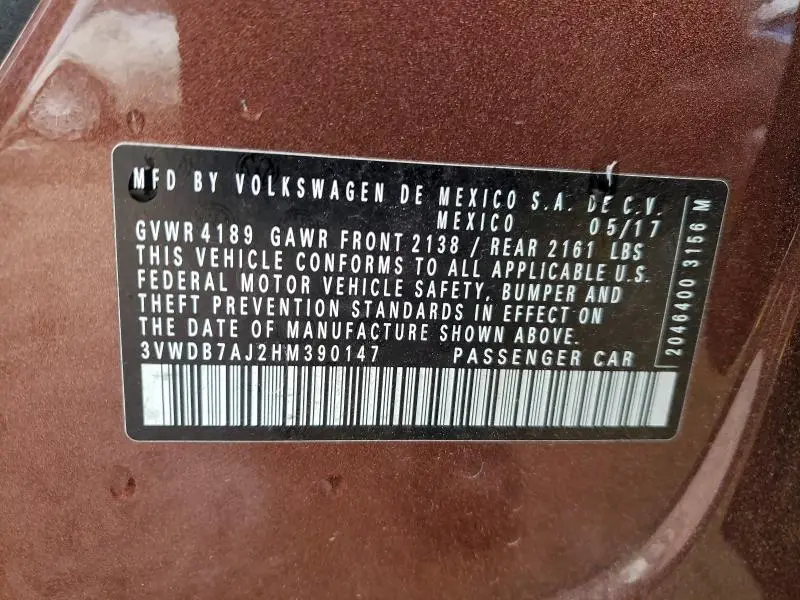 MFD BY VOLKSWAGEN DE MEXICO S.A. DE C.V.
MEXICO 05/17
GVWR 4189 GAWR FRONT 2138 / REAR 2161 LBS
THIS VEHICLE CONFORMS TO ALL APPLICABLE U.S.
FEDERAL MOTOR VEHICLE SAFETY, BUMPER AND
THEFT PREVENTION STANDARDS IN EFFECT ON
THE DATE OF MANUFACTURE SHOWN ABOVE.
3VWDB7AJ2HM390147 PASSENGER CAR
2046400 3156 M